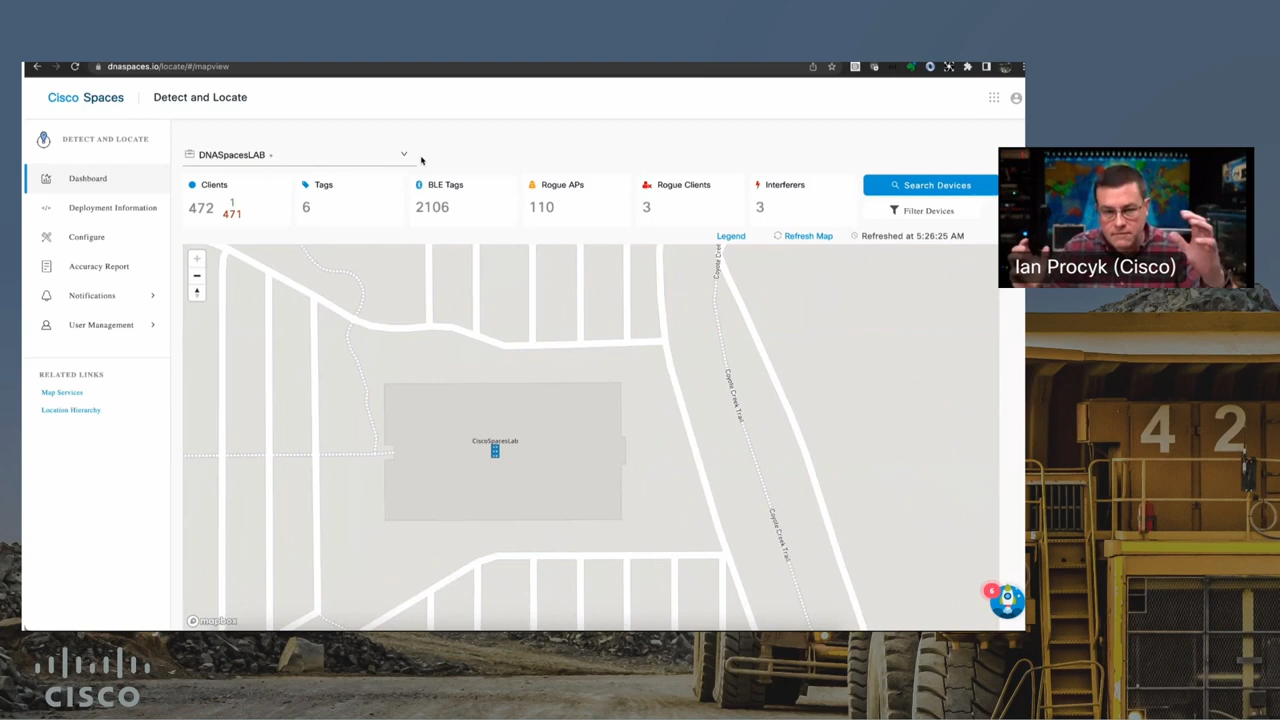 dnaspaces.io/locate/#/mapview
Cisco Spaces
Detect and Locate
DETECT AND LOCATE
Dashboard
Deployment Information
Configure
Accuracy Report
Notifications
User Management
RELATED LINKS
Map Services
Location Hierarchy
DNASpacesLAB
Clients
472
1
471
Tags
6
BLE Tags
2106
Rogue APs
110
Rogue Clients
3
Interferers
3
Search Devices
Filter Devices
Legend
Refresh Map
Refreshed at 5:26:25 AM
Coyote Cree
Coyote Creek Trail
Coyote Creek Trail
CiscoSpacesLab
mapbox
6
Ian Procyk (Cisco)
42
CISCO